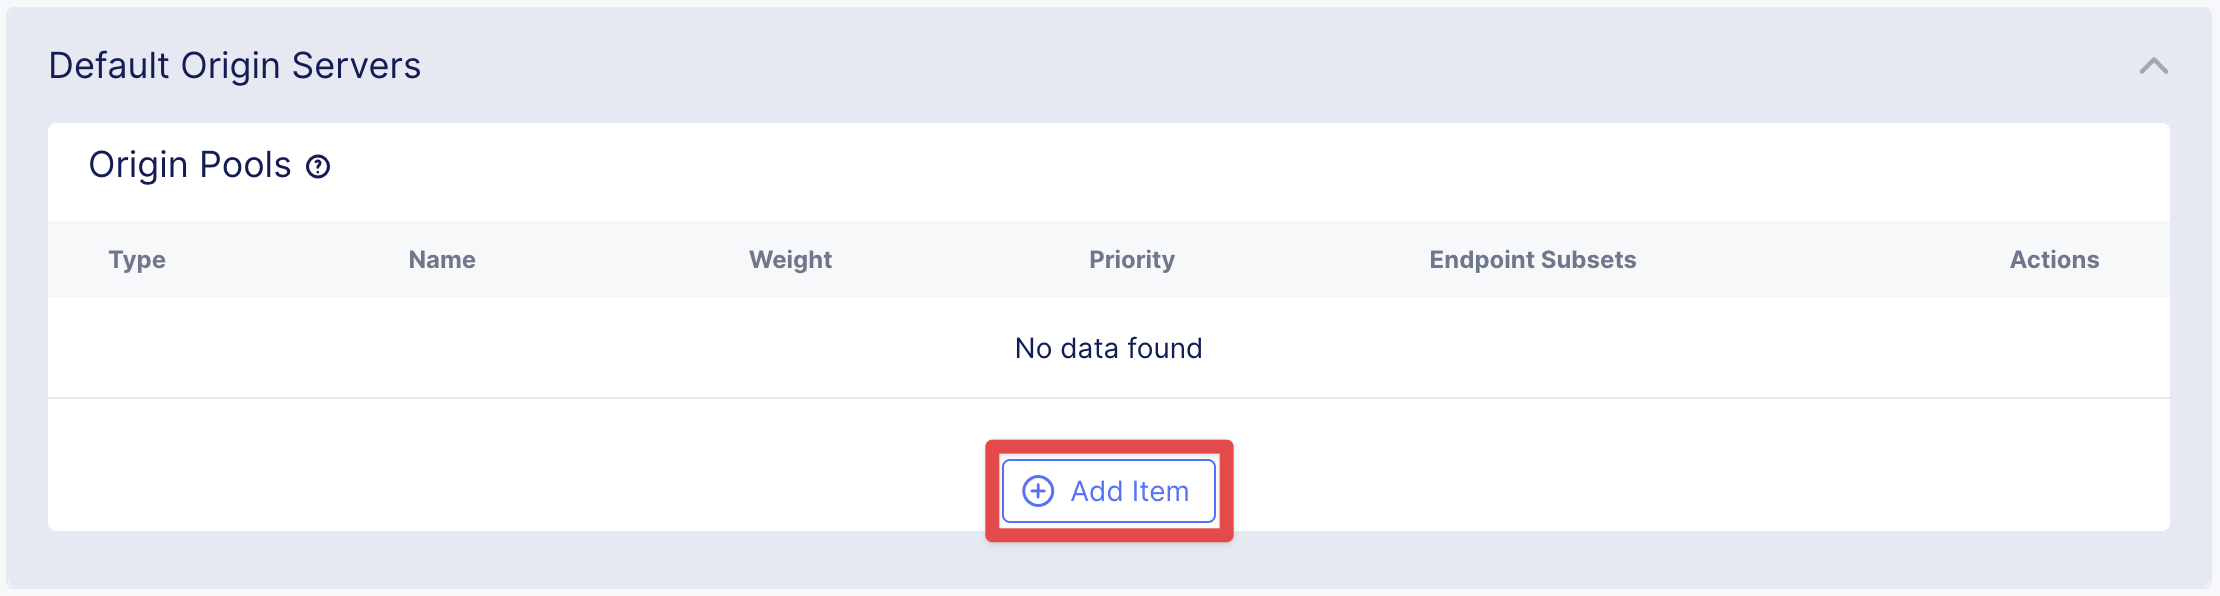 Default Origin Servers
Origin Pools
Type Name Weight Priority Endpoint Subsets Actions
No data found
Add Item